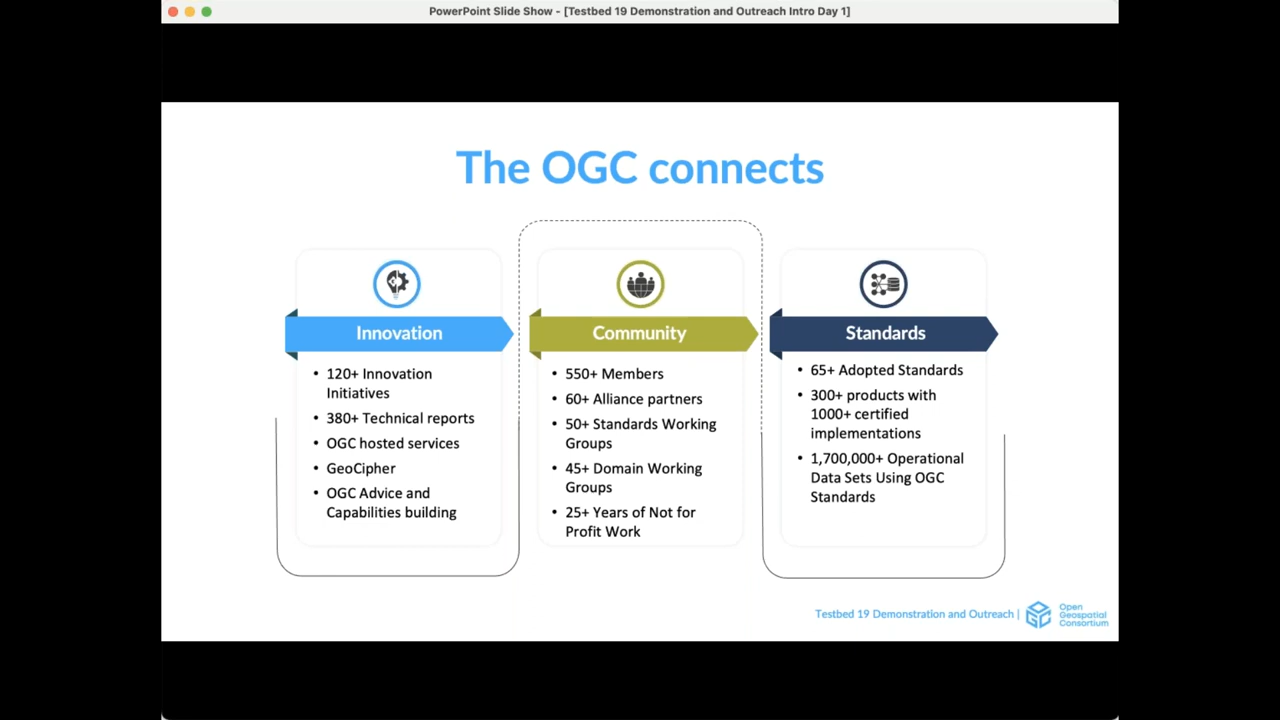 PowerPoint Slide Show - [Testbed 19 Demonstration and Outreach Intro Day 1]
The OGC connects
Innovation
• 120+ Innovation
Initiatives
• 380+ Technical reports
• OGC hosted services
• GeoCipher
• OGC Advice and
Capabilities building
Community
• 550+ Members
• 60+ Alliance partners
• 50+ Standards Working
Groups
• 45+ Domain Working
Groups
• 25+ Years of Not for
Profit Work
Standards
• 65+ Adopted Standards
• 300+ products with
1000+ certified
implementations
• 1,700,000+ Operational
Data Sets Using OGC
Standards
Testbed 19 Demonstration and Outreach |
Open
Geospatial
Consortium